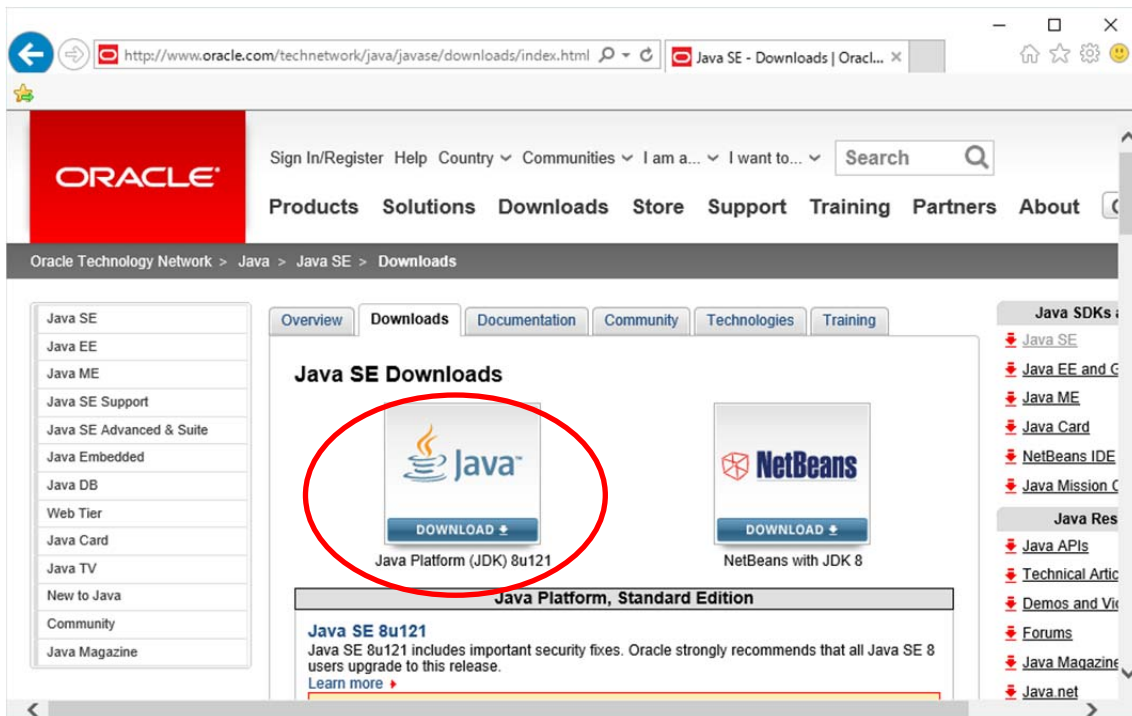 http://www.oracle.com/technetwork/java/javase/downloads/index.html
Java SE - Downloads | Oracl...
ORACLE
Sign In/Register Help Country Communities I am a... I want to... Search
Products Solutions Downloads Store Support Training Partners About
Oracle Technology Network > Java > Java SE > Downloads
Java SE
Java EE
Java ME
Java SE Support
Java SE Advanced & Suite
Java Embedded
Java DB
Web Tier
Java Card
Java TV
New to Java
Community
Java Magazine
Overview Downloads Documentation Community Technologies Training
Java SE Downloads
Java™
DOWNLOAD
Java Platform (JDK) 8u121
NetBeans
DOWNLOAD
NetBeans with JDK 8
Java Platform, Standard Edition
Java SE 8u121
Java SE 8u121 includes important security fixes. Oracle strongly recommends that all Java SE 8
users upgrade to this release.
Learn more
Java SDKs
Java SE
Java EE and
Java ME
Java Card
NetBeans IDE
Java Mission
Java Res
Java APIs
Technical Artic
Demos and Vi
Forums
Java Magazine
Java.net